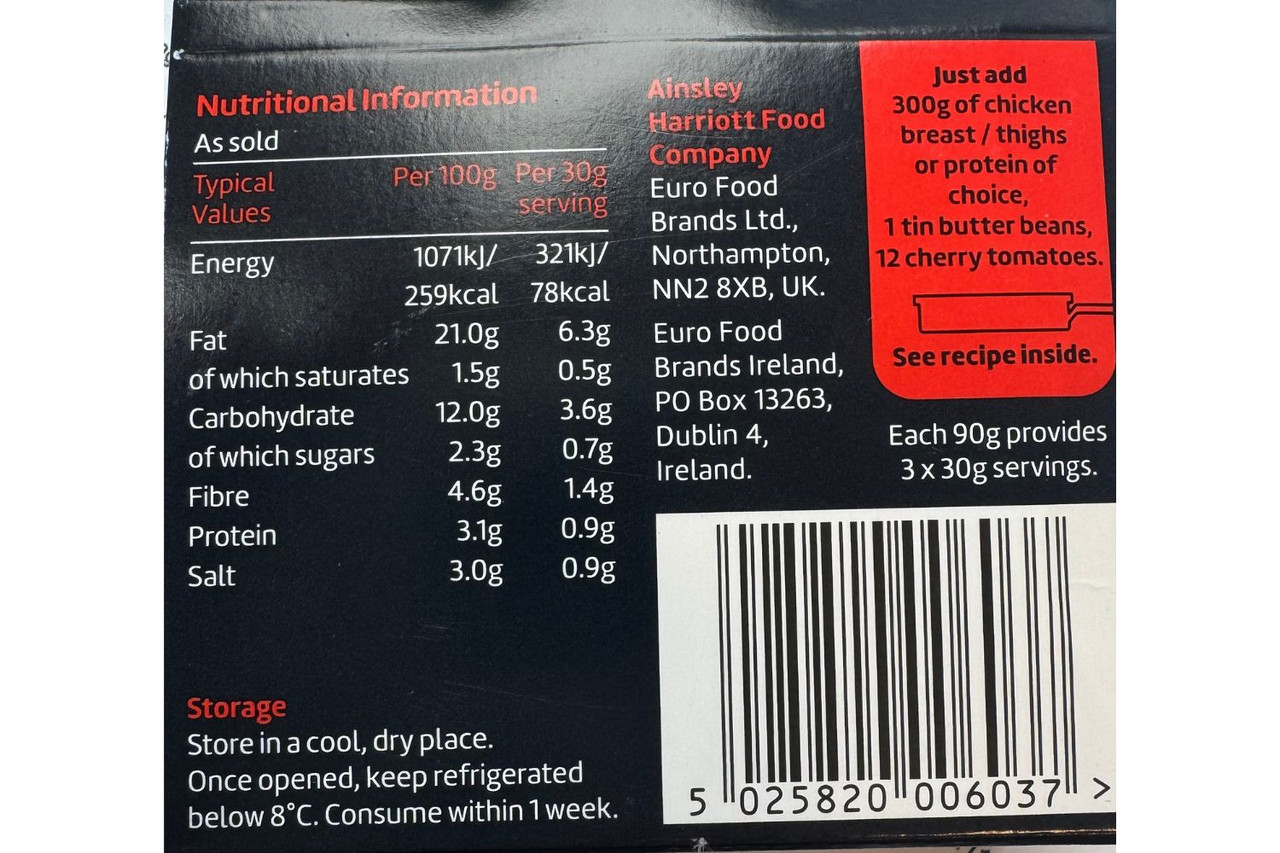 Nutritional Information
As sold
Typical Values Per 100g Per 30g serving
Energy 1071kJ/ 321kJ/
259kcal 78kcal
Fat 21.0g 6.3g
of which saturates 1.5g 0.5g
Carbohydrate 12.0g 3.6g
of which sugars 2.3g 0.7g
Fibre 4.6g 1.4g
Protein 3.1g 0.9g
Salt 3.0g 0.9g
Storage
Store in a cool, dry place.
Once opened, keep refrigerated
below 8°C. Consume within 1 week.
Ainsley
Harriott Food
Company
Euro Food
Brands Ltd.,
Northampton,
NN2 8XB, UK.
Euro Food
Brands Ireland,
PO Box 13263,
Dublin 4,
Ireland.
Just add
300g of chicken
breast / thighs
or protein of
choice,
1 tin butter beans,
12 cherry tomatoes.
See recipe inside.
Each 90g provides
3 x 30g servings.
5 025820 006037 >